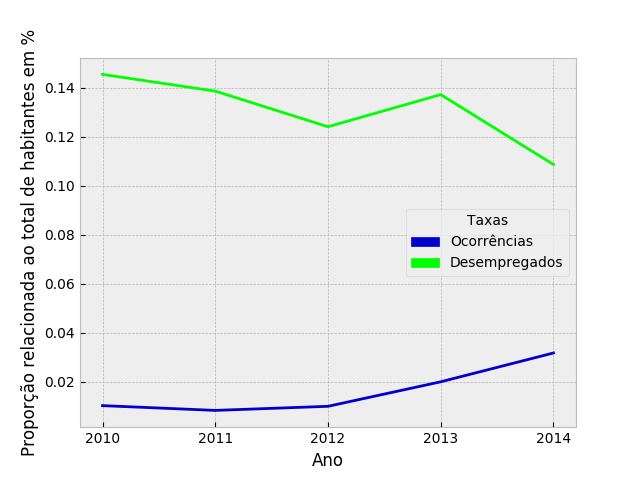 Proporção relacionada ao total de habitantes em %
0.14
0.12
0.10
0.08
0.06
0.04
0.02
Taxas
Ocorrências
Desempregados
2010 2011 2012 2013 2014
Ano